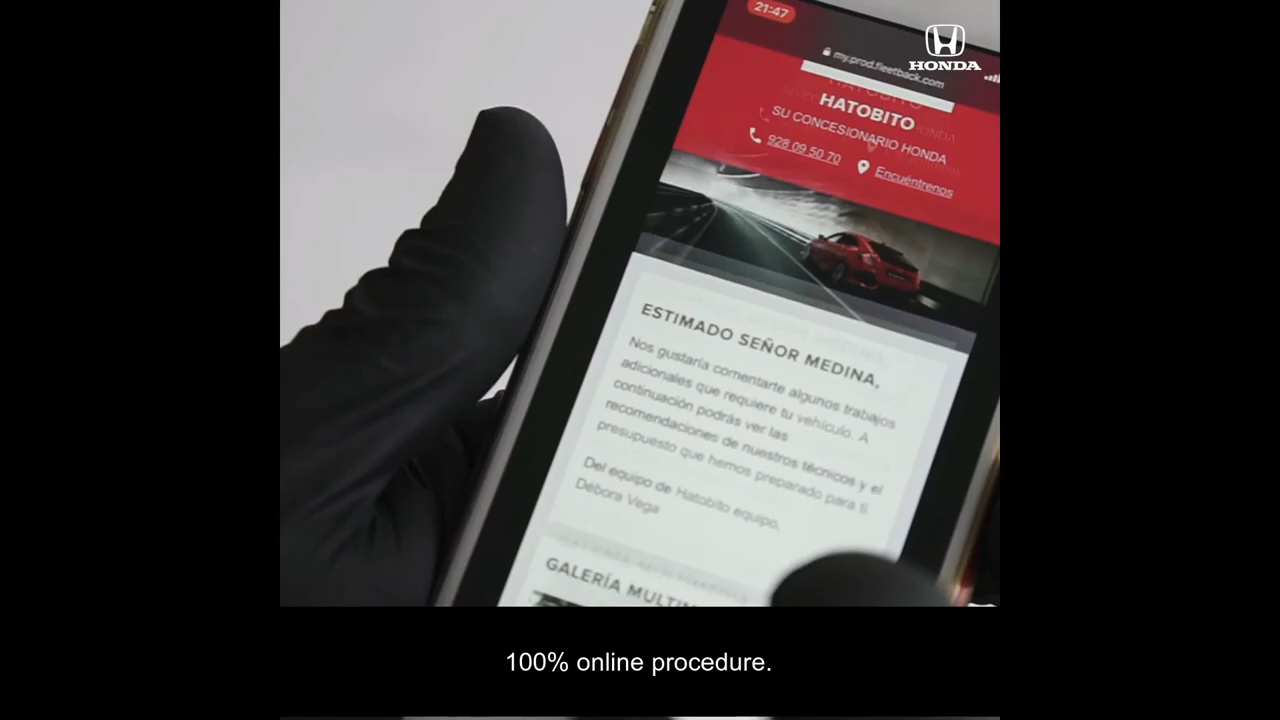 21:47
HONDA
my.prod.fleetback.com
HATOBITO
SU CONCESIONARIO HONDA
928 09 50 70
Encuéntrenos
ESTIMADO SEÑOR MEDINA,
Nos gustaría comentarte algunos trabajos
adicionales que requiere tu vehículo. A
continuación podrás ver las
recomendaciones de nuestros técnicos y el
presupuesto que hemos preparado para ti.
Del equipo de Hatobito equipo,
Débora Vega
GALERÍA
100% online procedure.